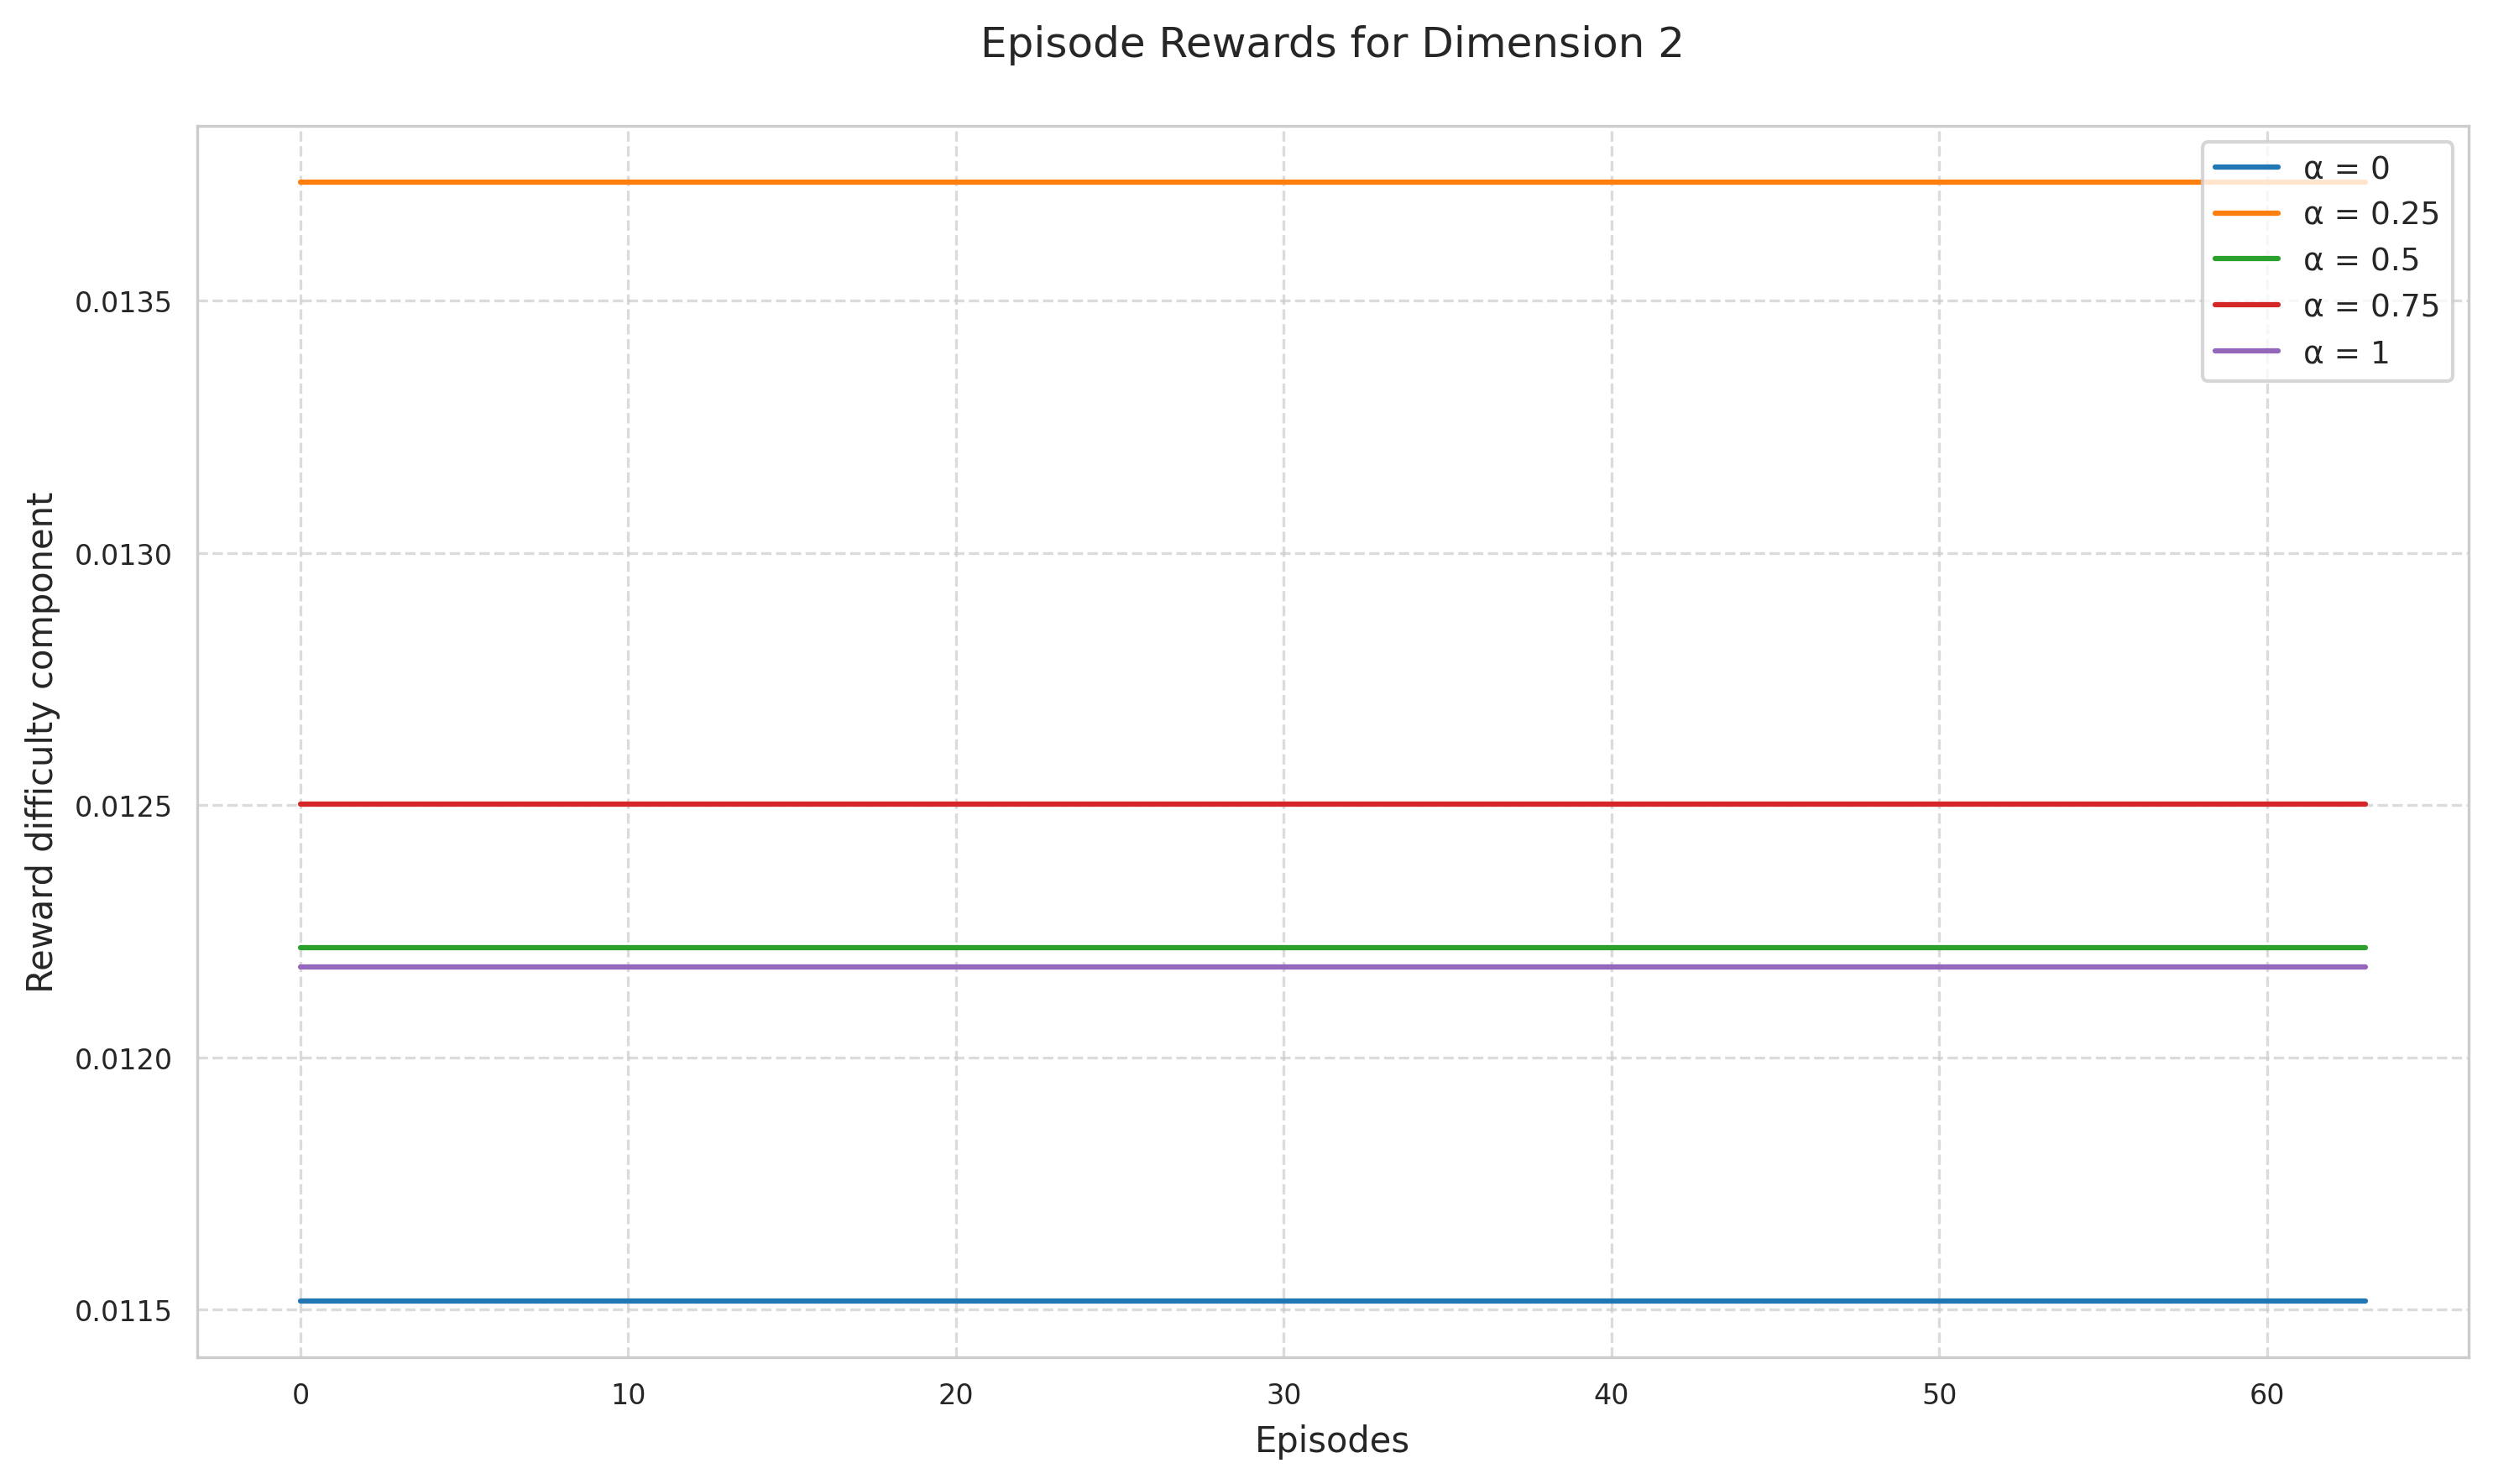 Episode Rewards for Dimension 2
α = 0
α = 0.25
α = 0.5
α = 0.75
α = 1
Reward difficulty component
0.0135
0.0130
0.0125
0.0120
0.0115
0 10 20 30 40 50 60
Episodes